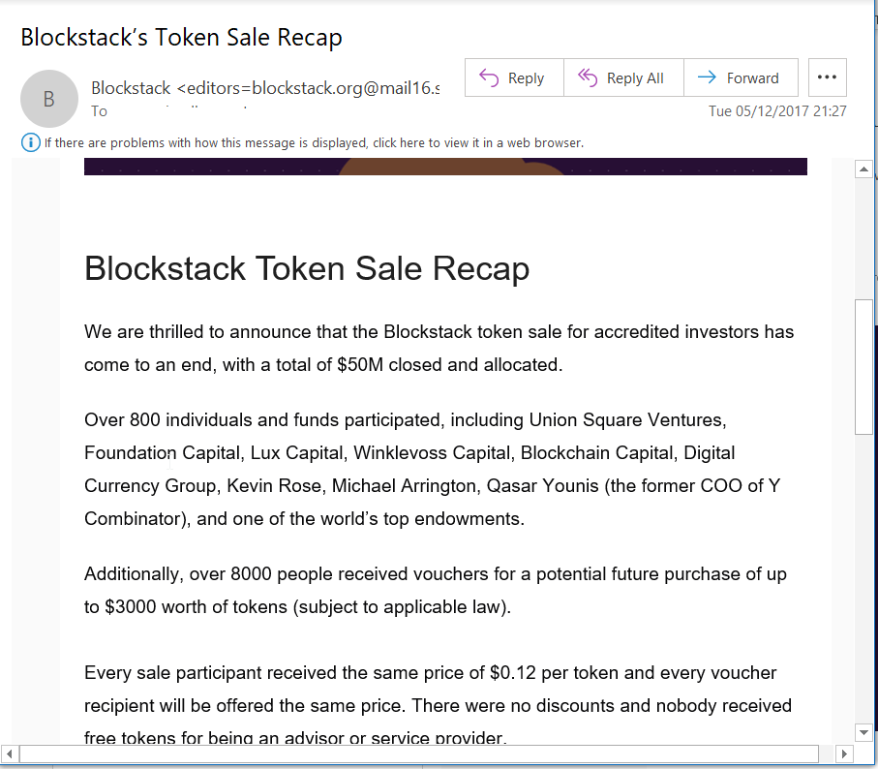 Blockstack's Token Sale Recap
B
Blockstack <editors=blockstack.org@mail16.s
Reply
Reply All
Forward
To
Tue 05/12/2017 21:27
If there are problems with how this message is displayed, click here to view it in a web browser.
Blockstack Token Sale Recap
We are thrilled to announce that the Blockstack token sale for accredited investors has
come to an end, with a total of $50M closed and allocated.
Over 800 individuals and funds participated, including Union Square Ventures,
Foundation Capital, Lux Capital, Winklevoss Capital, Blockchain Capital, Digital
Currency Group, Kevin Rose, Michael Arrington, Qasar Younis (the former COO of Y
Combinator), and one of the world's top endowments.
Additionally, over 8000 people received vouchers for a potential future purchase of up
to $3000 worth of tokens (subject to applicable law).
Every sale participant received the same price of $0.12 per token and every voucher
recipient will be offered the same price. There were no discounts and nobody received
free tokens for being an advisor or service provider.